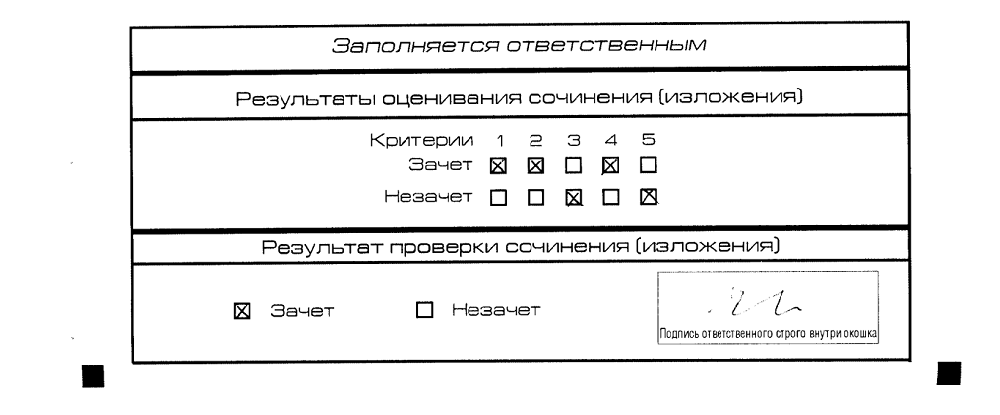 Заполняется ответственным
Результаты оценивания сочинения (изложения)
Критерии 1 2 3 4 5
Зачет
Незачет
Результат проверки сочинения (изложения)
Зачет Незачет
Подпись ответственного строго внутри окошка